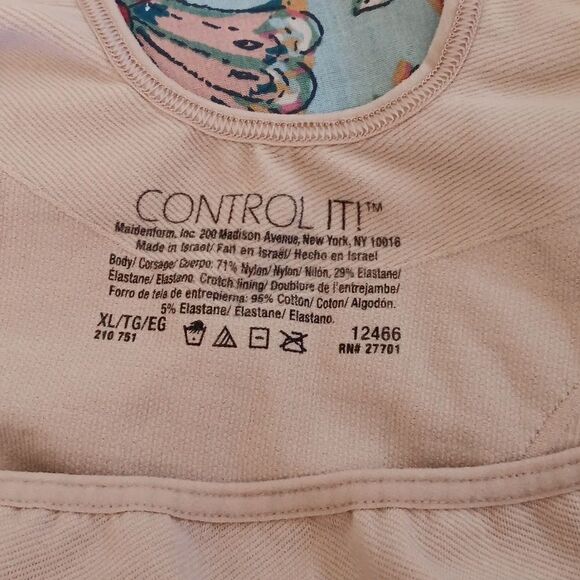 CONTROL IT!™
Maidenform, Inc. 200 Madison Avenue, New York, NY 10016
Made in Israel/ Fait en Israël/ Hecho en Israel
Body/ Corsage/ Cuerpo: 71% Nylon/ Nylon/ Nilón, 29% Elastane/
Élastane/ Elastano. Crotch lining/ Doublure de l'entrejambe/
Forro de tela de entrepierna: 95% Cotton/ Coton/ Algodón.
5% Elastane/ Élastane/ Elastano.
XL/TG/EG 12466
210 751 RN# 27701